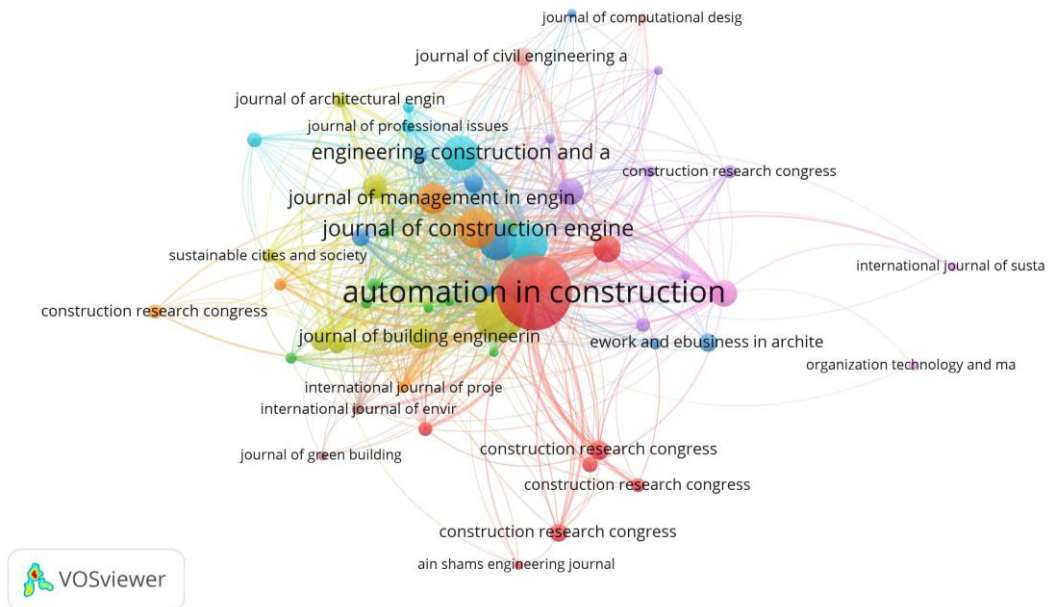 journal of computational desig
journal of civil engineering a
journal of architectural engin
journal of professional issues
engineering construction and a
construction research congress
journal of management in engin
journal of construction engine
sustainable cities and society
international journal of susta
automation in construction
construction research congress
journal of building engineerin
ework and ebusiness in archite
organization technology and ma
international journal of proje
international journal of envir
construction research congress
journal of green building
construction research congress
construction research congress
ain shams engineering journal
VOSviewer